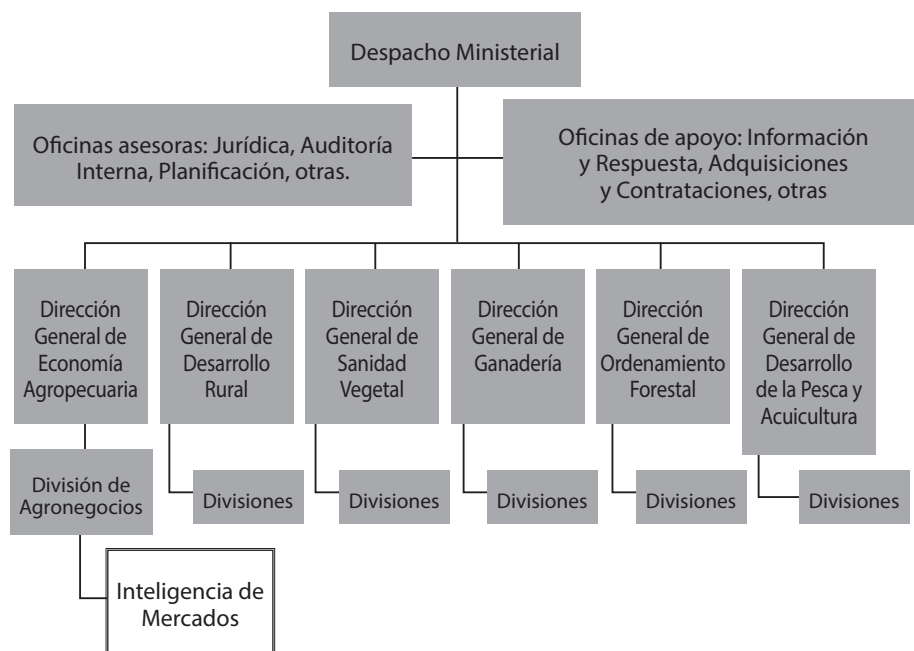 Despacho Ministerial
Oficinas asesoras: Jurídica, Auditoría
Interna, Planificación, otras.
Oficinas de apoyo: Información
y Respuesta, Adquisiciones
y Contrataciones, otras
Dirección
General de
Economía
Agropecuaria
Dirección
General de
Desarrollo
Rural
Dirección
General de
Sanidad
Vegetal
Dirección
General de
Ganadería
Dirección
General de
Ordenamiento
Forestal
Dirección
General de
Desarrollo
de la Pesca y
Acuicultura
División de
Agronegocios
Divisiones
Divisiones
Divisiones
Divisiones
Divisiones
Inteligencia de
Mercados